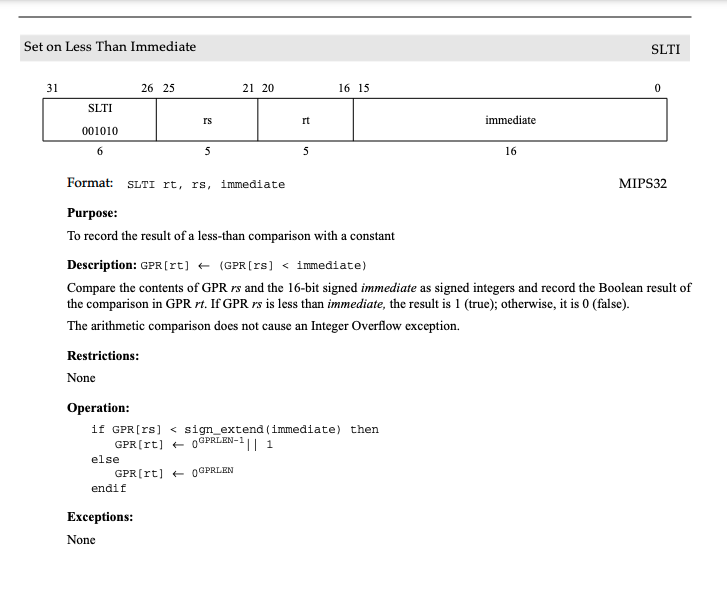 Set on Less Than Immediate SLTI
31 26 25 21 20 16 15 0
SLTI
001010
rs rt immediate
6 5 5 16
Format: SLTI rt, rs, immediate MIPS32
Purpose:
To record the result of a less-than comparison with a constant
Description: GPR[rt] ← (GPR[rs] < immediate)
Compare the contents of GPR rs and the 16-bit signed immediate as signed integers and record the Boolean result of
the comparison in GPR rt. If GPR rs is less than immediate, the result is 1 (true); otherwise, it is 0 (false).
The arithmetic comparison does not cause an Integer Overflow exception.
Restrictions:
None
Operation:
if GPR[rs] < sign_extend(immediate) then
GPR[rt] ← 0^GPRLEN-1 || 1
else
GPR[rt] ← 0^GPRLEN
endif
Exceptions:
None